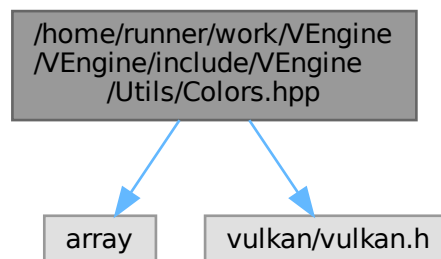 /home/runner/work/VEngine
/VEngine/include/VEngine
/Utils/Colors.hpp
array
vulkan/vulkan.h